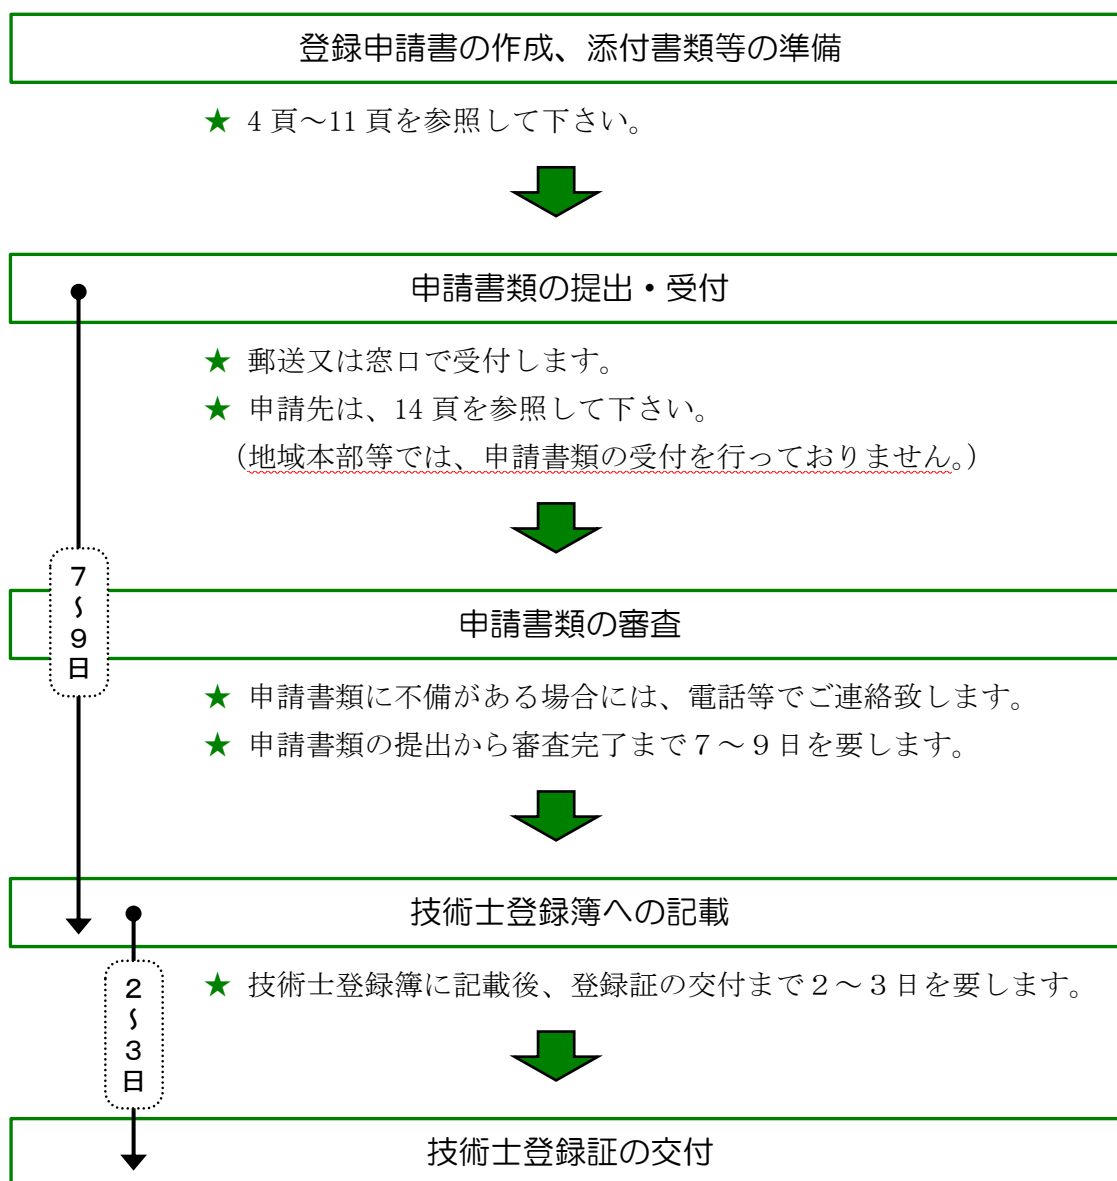 登録申請書の作成、添付書類等の準備
★ 4頁～11頁を参照して下さい。
申請書類の提出・受付
★ 郵送又は窓口で受付します。
★ 申請先は、14頁を参照して下さい。
（地域本部等では、申請書類の受付を行っておりません。）
7～9日
申請書類の審査
★ 申請書類に不備がある場合には、電話等でご連絡致します。
★ 申請書類の提出から審査完了まで７～９日を要します。
技術士登録簿への記載
2～3日
★ 技術士登録簿に記載後、登録証の交付まで２～３日を要します。
技術士登録証の交付